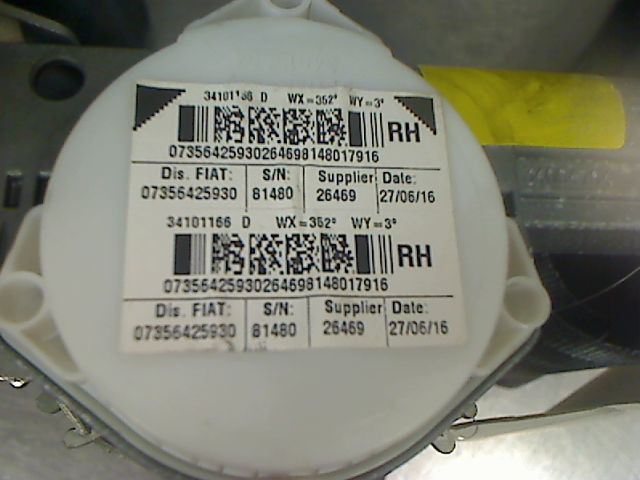 34101166 D WX=352° WY=3°
RH
07356425930264698148017916
Dis. FIAT: S/N: Supplier Date:
07356425930 81480 26469 27/06/16
34101166 D WX=352° WY=3°
RH
07356425930264698148017916
Dis. FIAT: S/N: Supplier Date:
07356425930 81480 26469 27/06/16